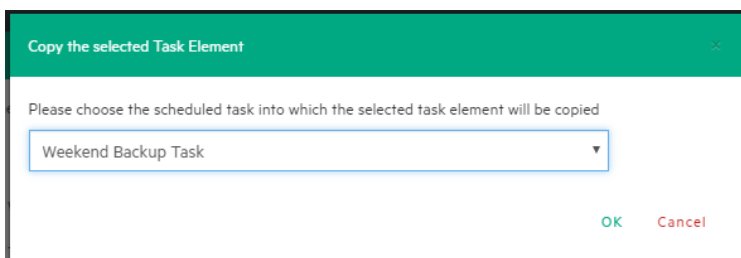 Copy the selected Task Element
Please choose the scheduled task into which the selected task element will be copied
Weekend Backup Task
OK Cancel